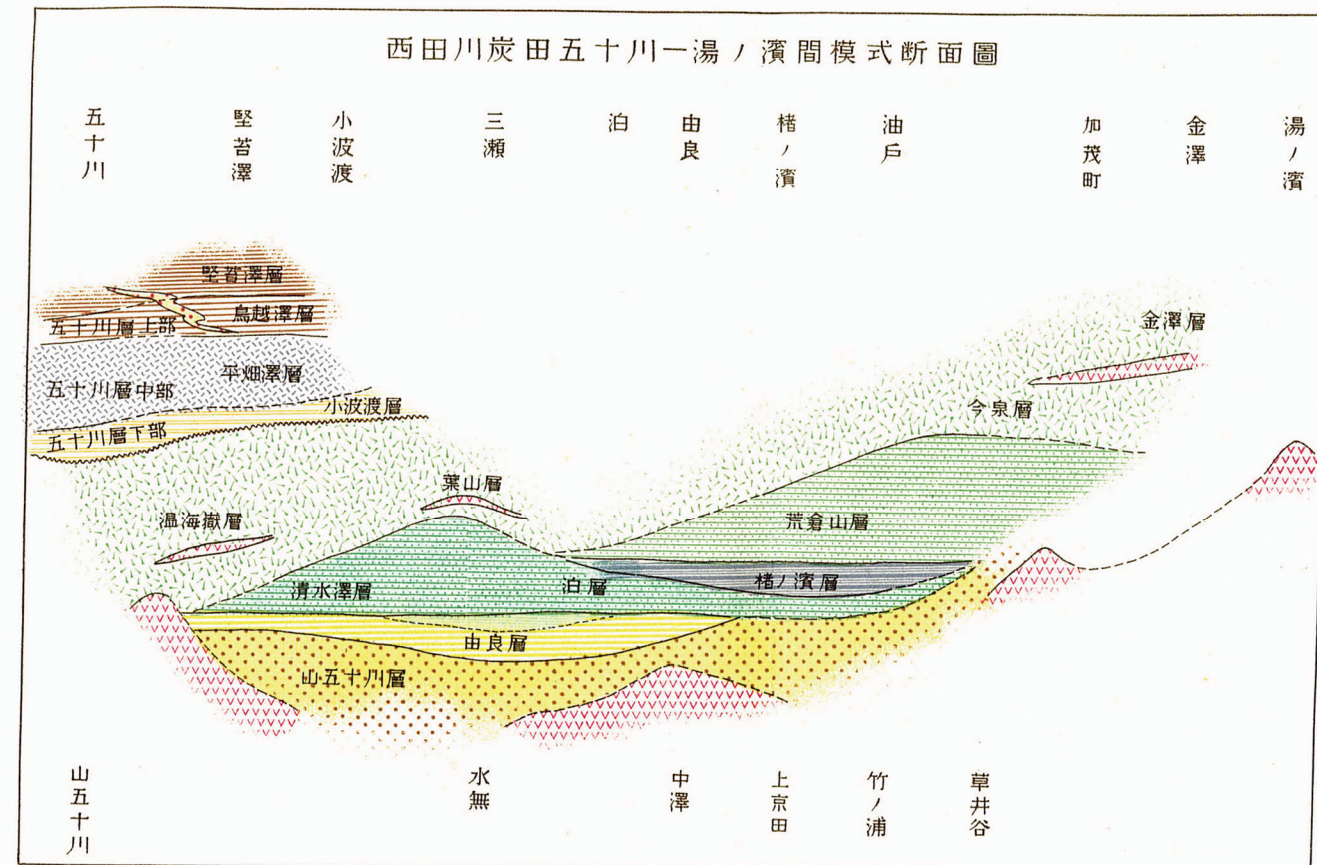 西田川炭田五十川ー湯ノ濱間模式断面圖
五十川
堅苔澤
小波渡
三瀬
泊
由良
楮ノ濱
油戸
加茂町
金澤
湯ノ濱
堅苔澤層
鳥越澤層
五十川層上部
平畑澤層
五十川層中部
小波渡層
五十川層下部
金澤層
今泉層
葉山層
温海嶽層
荒倉山層
清水澤層
泊層
楮ノ濱層
由良層
山五十川層
山五十川
水無
中澤
上京田
竹ノ浦
草井谷